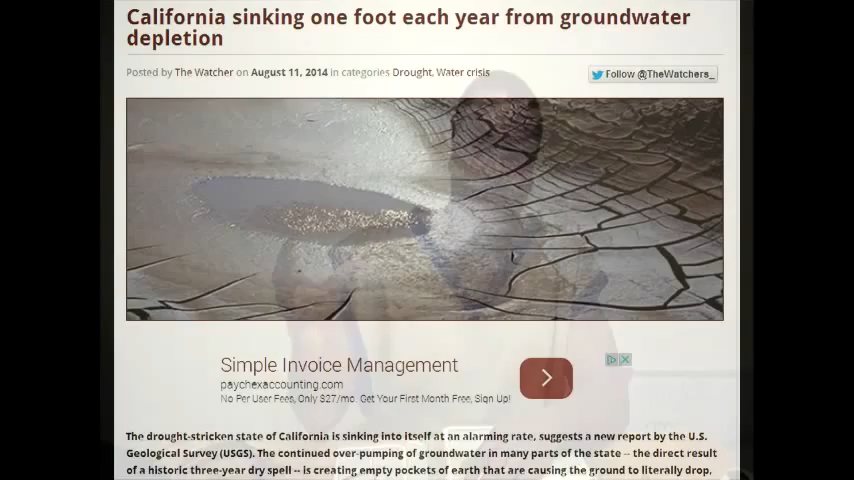 California sinking one foot each year from groundwater
depletion
Posted by The Watcher on August 11, 2014 in categories Drought, Water crisis
Follow @TheWatchers_
Simple Invoice Management
paychexaccounting.com
No Per User Fees, Only $27/mo. Get Your First Month Free, Sign Up!
The drought-stricken state of California is sinking into itself at an alarming rate, suggests a new report by the U.S.
Geological Survey (USGS). The continued over-pumping of groundwater in many parts of the state -- the direct result
of a historic three-year dry spell -- is creating empty pockets of earth that are causing the ground to literally drop,